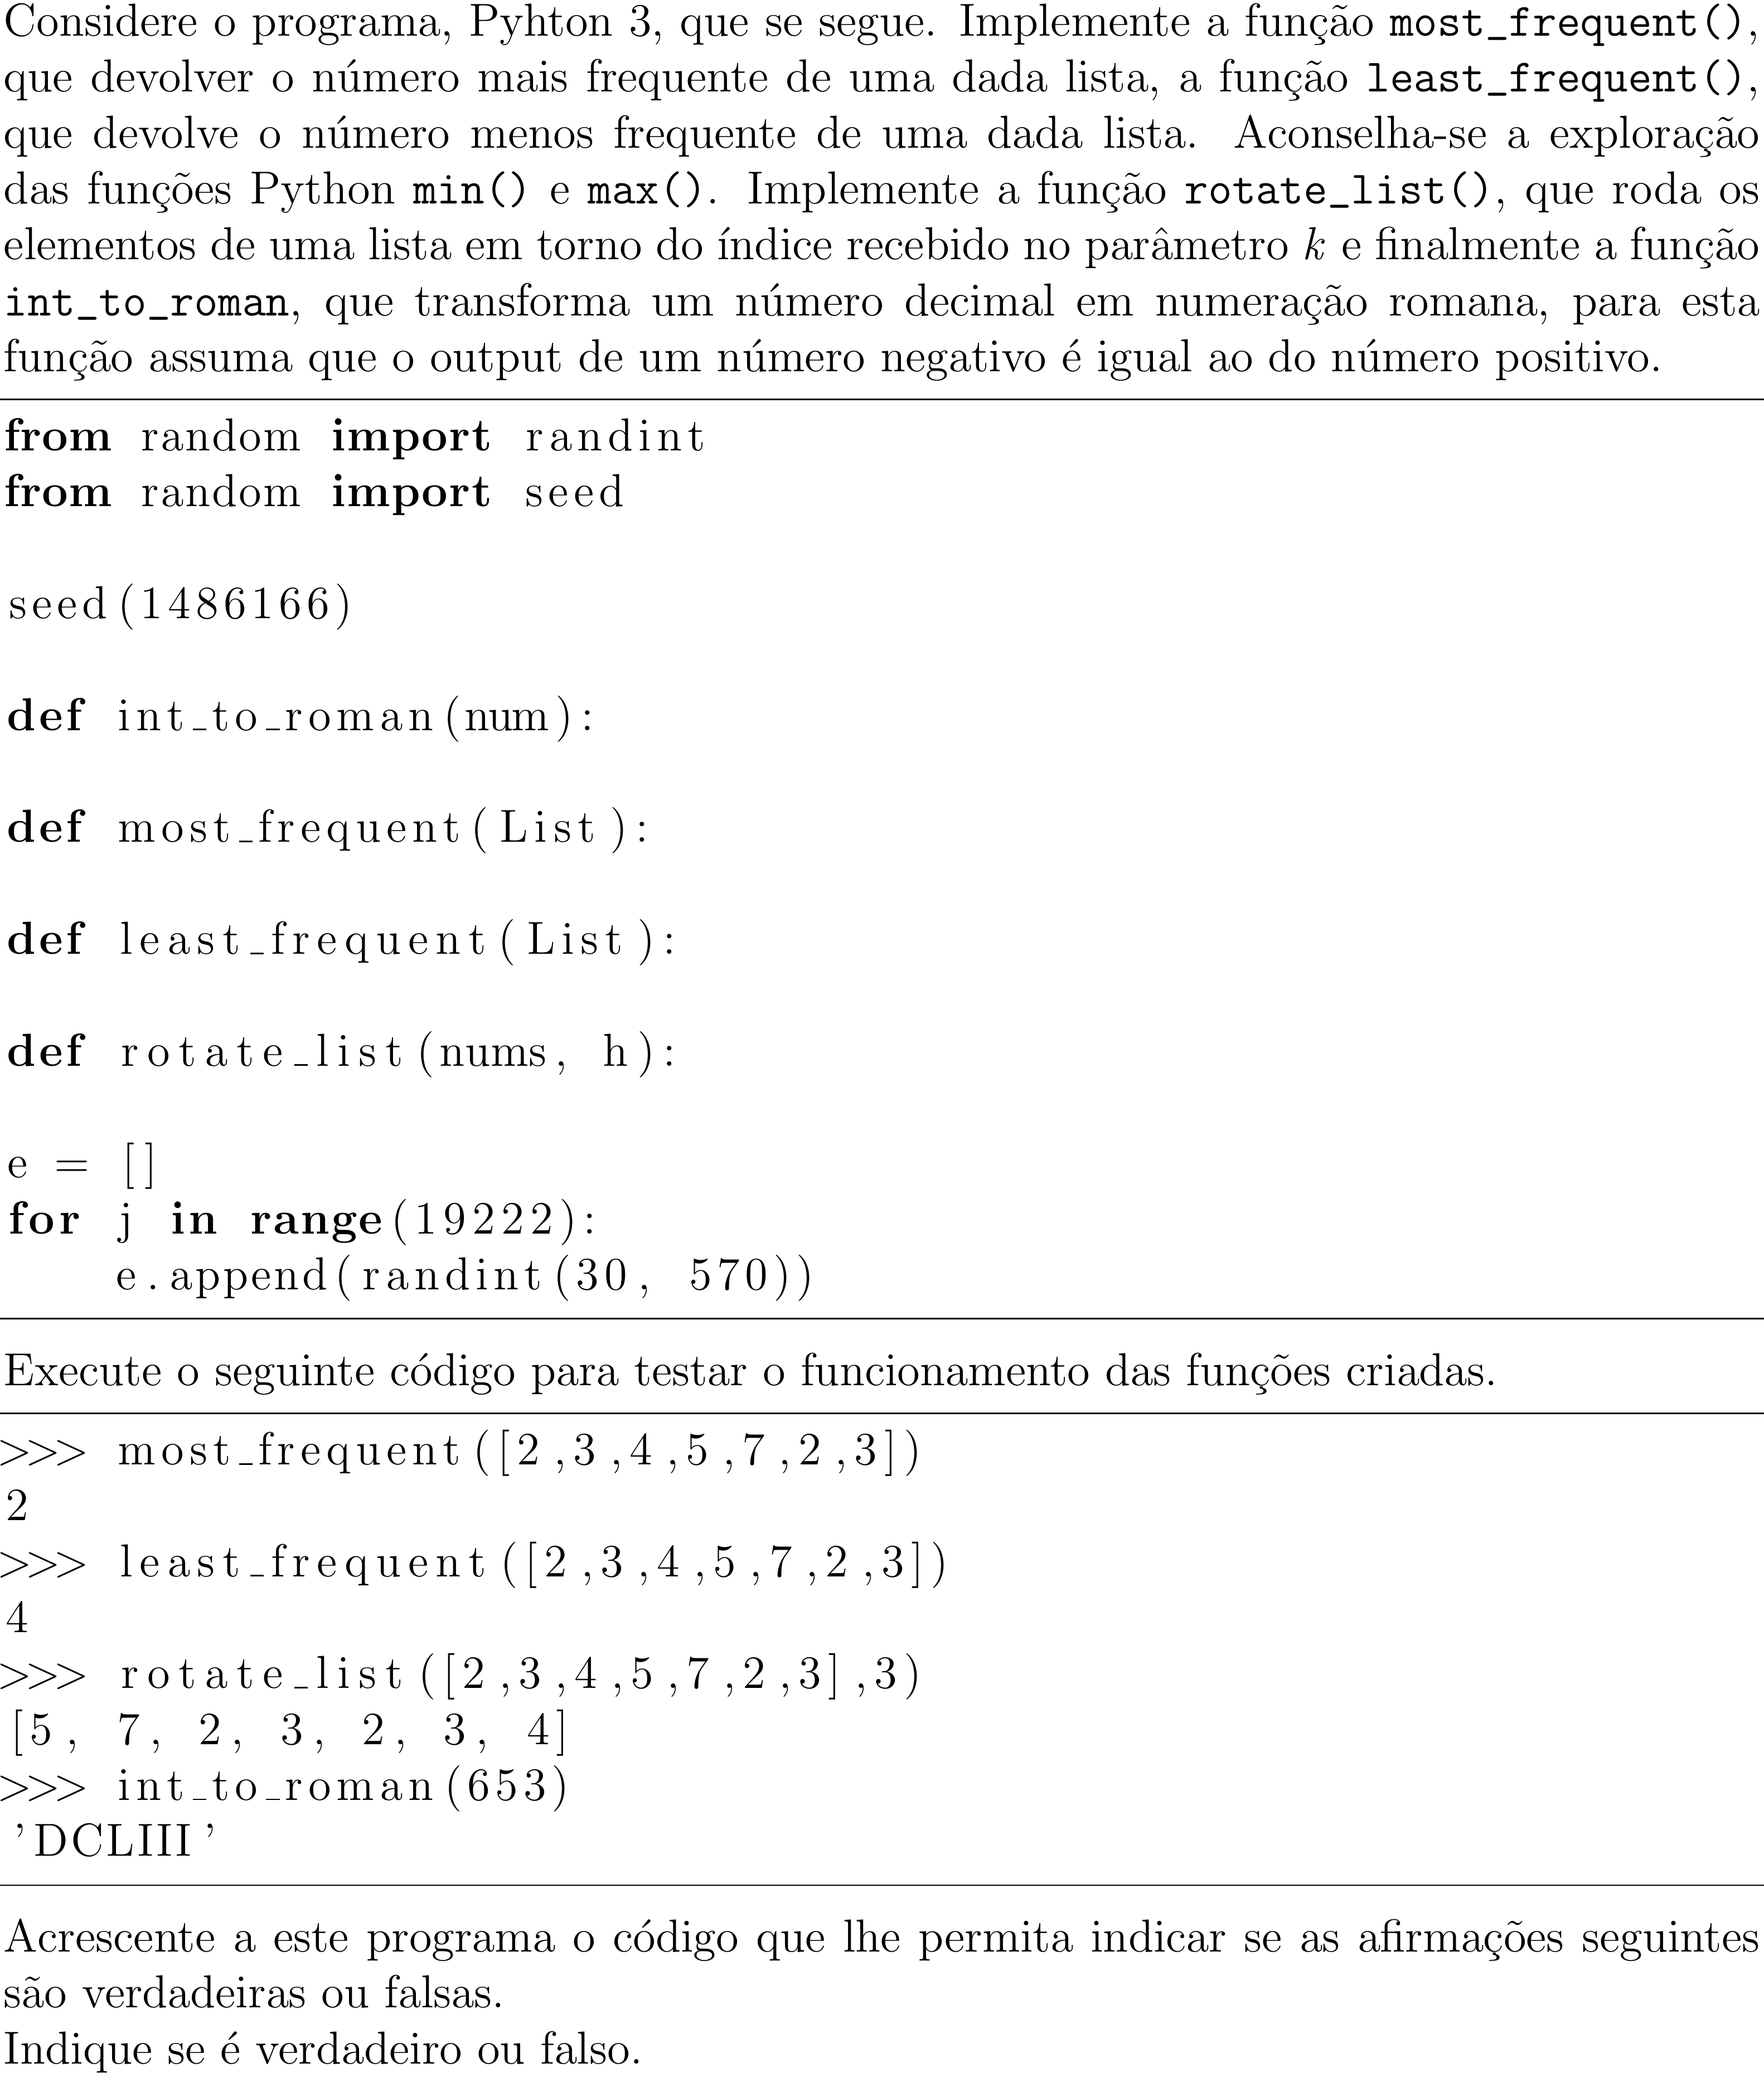 Considere o programa, Pyhton 3, que se segue. Implemente a função most_frequent(),
que devolver o número mais frequente de uma dada lista, a função least_frequent(),
que devolve o número menos frequente de uma dada lista. Aconselha-se a exploração
das funções Python min() e max(). Implemente a função rotate_list(), que roda os
elementos de uma lista em torno do índice recebido no parâmetro k e finalmente a função
int_to_roman, que transforma um número decimal em numeração romana, para esta
função assuma que o output de um número negativo é igual ao do número positivo.
from random import randint
from random import seed
seed(1486166)
def int_to_roman(num):
def most_frequent(List):
def least_frequent(List):
def rotate_list(nums, h):
e = []
for j in range(19222):
    e.append(randint(30, 570))
Execute o seguinte código para testar o funcionamento das funções criadas.
>>> most_frequent([2,3,4,5,7,2,3])
2
>>> least_frequent([2,3,4,5,7,2,3])
4
>>> rotate_list([2,3,4,5,7,2,3],3)
[5, 7, 2, 3, 2, 3, 4]
>>> int_to_roman(653)
'DCLIII'
Acrescente a este programa o código que lhe permita indicar se as afirmações seguintes
são verdadeiras ou falsas.
Indique se é verdadeiro ou falso.